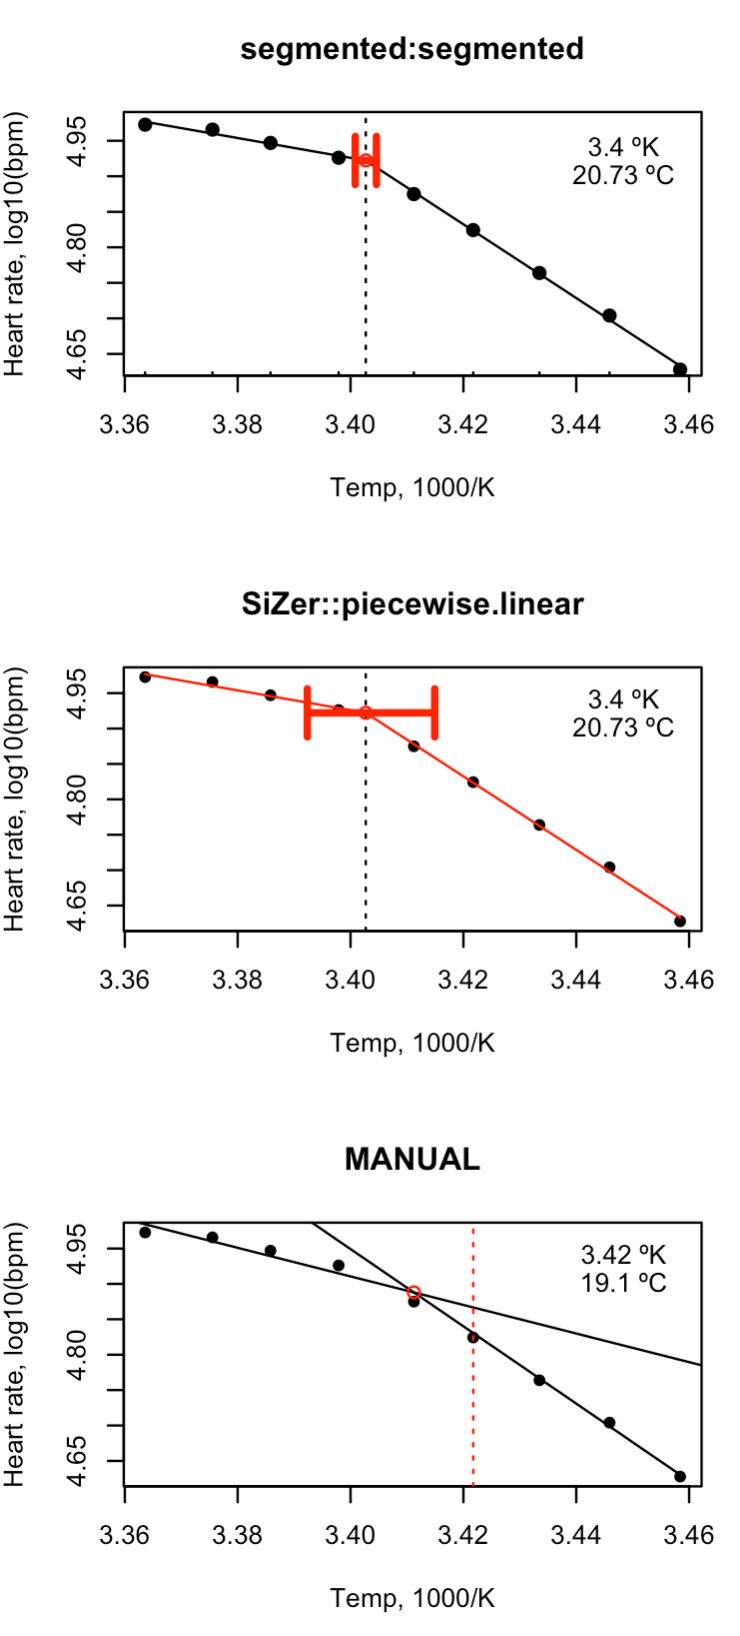 segmented:segmented
Heart rate, log10(bpm)
4.95
4.80
4.65
3.4 ºK
20.73 ºC
3.36 3.38 3.40 3.42 3.44 3.46
Temp, 1000/K
SiZer::piecewise.linear
Heart rate, log10(bpm)
4.95
4.80
4.65
3.4 ºK
20.73 ºC
3.36 3.38 3.40 3.42 3.44 3.46
Temp, 1000/K
MANUAL
Heart rate, log10(bpm)
4.95
4.80
4.65
3.42 ºK
19.1 ºC
3.36 3.38 3.40 3.42 3.44 3.46
Temp, 1000/K